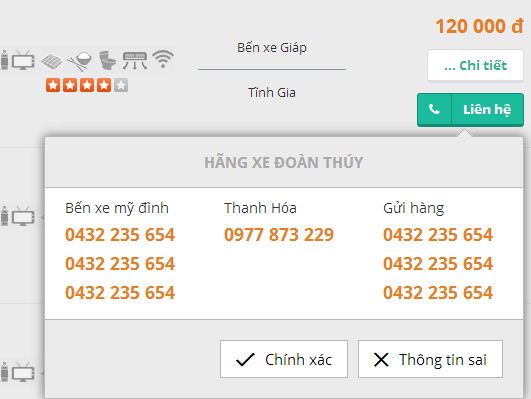 120 000 đ
Bến xe Giáp
... Chi tiết
Tĩnh Gia
Liên hệ
HÃNG XE ĐOÀN THÚY
Bến xe mỹ đình
0432 235 654
0432 235 654
0432 235 654
Thanh Hóa
0977 873 229
Gửi hàng
0432 235 654
0432 235 654
0432 235 654
Chính xác
Thông tin sai